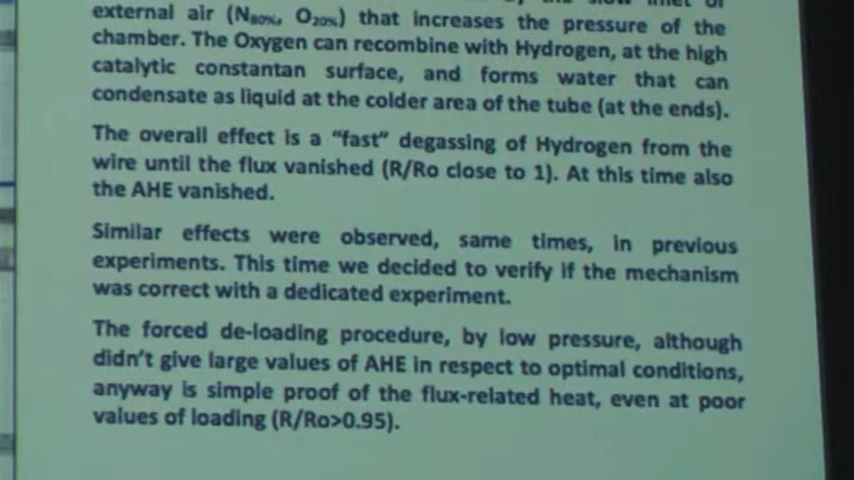 slow inlet of
external air (N80%, O20%) that increases the pressure of the
chamber. The Oxygen can recombine with Hydrogen, at the high
catalytic constantan surface, and forms water that can
condensate as liquid at the colder area of the tube (at the ends).
The overall effect is a “fast” degassing of Hydrogen from the
wire until the flux vanished (R/Ro close to 1). At this time also
the AHE vanished.
Similar effects were observed, same times, in previous
experiments. This time we decided to verify if the mechanism
was correct with a dedicated experiment.
The forced de-loading procedure, by low pressure, although
didn’t give large values of AHE in respect to optimal conditions,
anyway is simple proof of the flux-related heat, even at poor
values of loading (R/Ro>0.95).